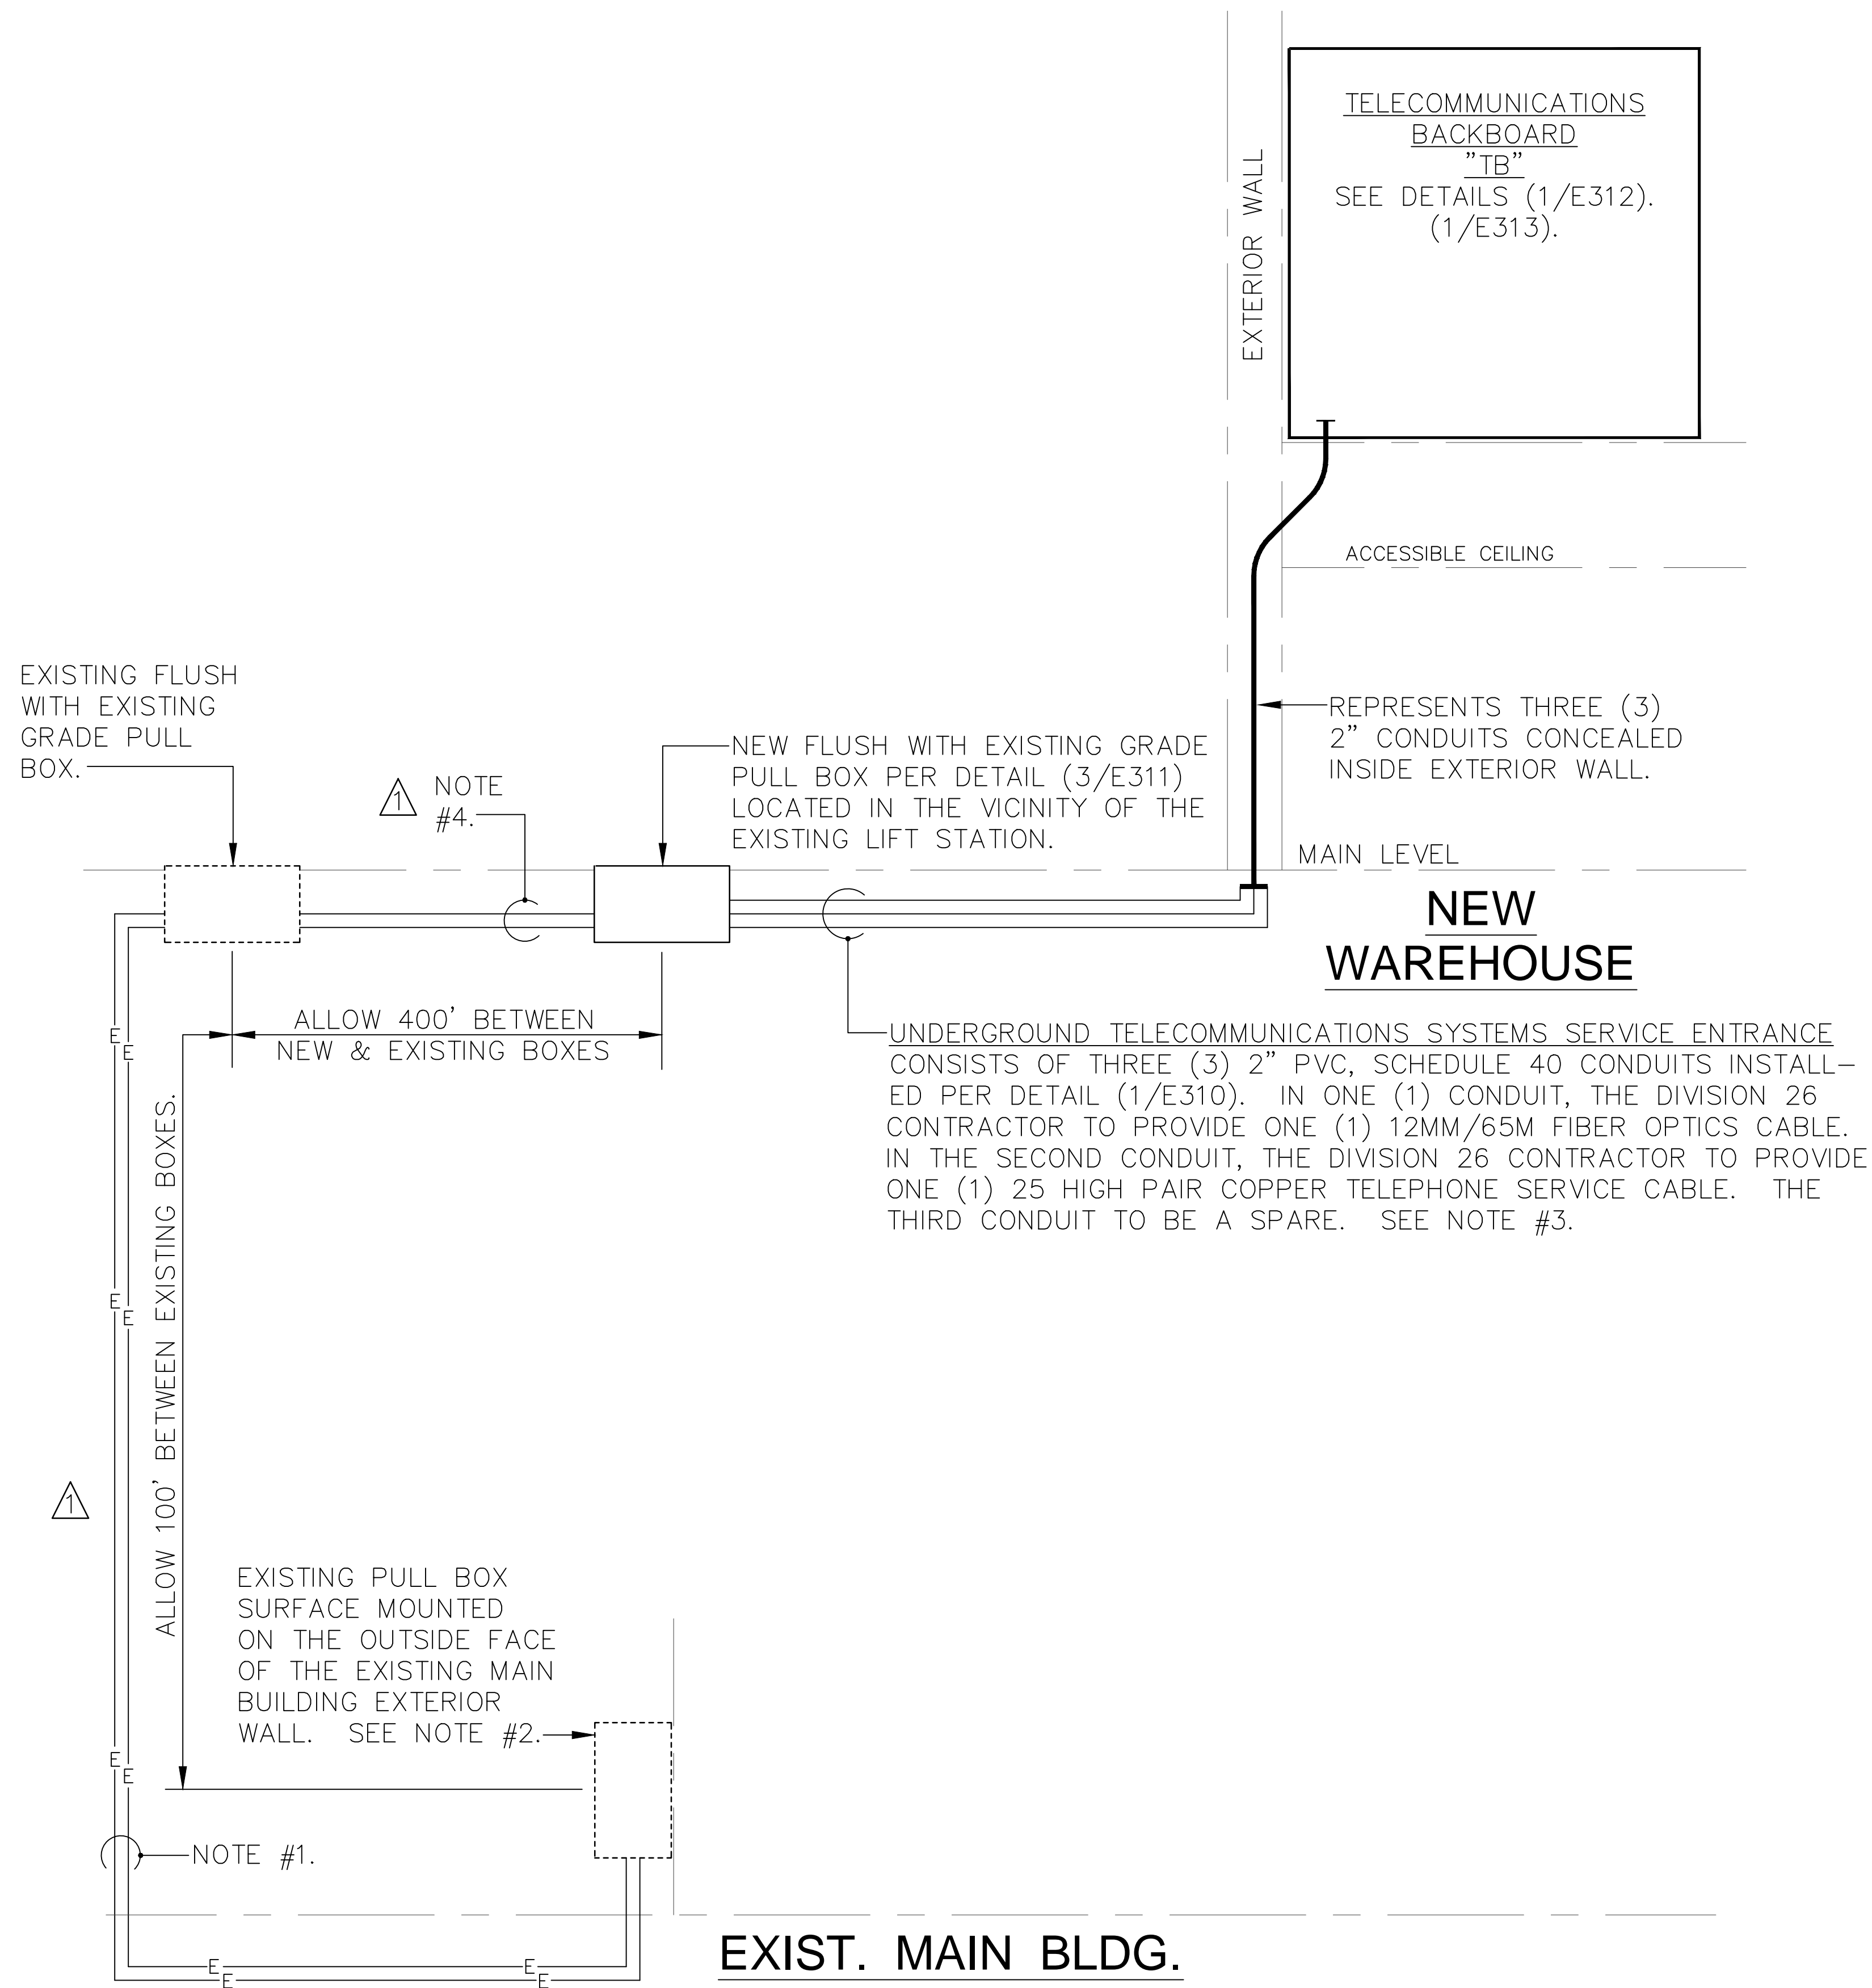 TELECOMMUNICATIONS
BACKBOARD
"TB"
SEE DETAILS (1/E312).
(1/E313).
EXTERIOR WALL
ACCESSIBLE CEILING
EXISTING FLUSH
WITH EXISTING
GRADE PULL
BOX.
1
NOTE
#4.
NEW FLUSH WITH EXISTING GRADE
PULL BOX PER DETAIL (3/E311)
LOCATED IN THE VICINITY OF THE
EXISTING LIFT STATION.
REPRESENTS THREE (3)
2" CONDUITS CONCEALED
INSIDE EXTERIOR WALL.
MAIN LEVEL
NEW
WAREHOUSE
ALLOW 400' BETWEEN
NEW & EXISTING BOXES
E
E
UNDERGROUND TELECOMMUNICATIONS SYSTEMS SERVICE ENTRANCE
CONSISTS OF THREE (3) 2" PVC, SCHEDULE 40 CONDUITS INSTALL-
ED PER DETAIL (1/E310). IN ONE (1) CONDUIT, THE DIVISION 26
CONTRACTOR TO PROVIDE ONE (1) 12MM/65M FIBER OPTICS CABLE.
IN THE SECOND CONDUIT, THE DIVISION 26 CONTRACTOR TO PROVIDE
ONE (1) 25 HIGH PAIR COPPER TELEPHONE SERVICE CABLE. THE
THIRD CONDUIT TO BE A SPARE. SEE NOTE #3.
ALLOW 100' BETWEEN EXISTING BOXES.
E
E
1
EXISTING PULL BOX
SURFACE MOUNTED
ON THE OUTSIDE FACE
OF THE EXISTING MAIN
BUILDING EXTERIOR
WALL. SEE NOTE #2.
E
E
NOTE #1.
EXIST. MAIN BLDG.
E
E
E
E